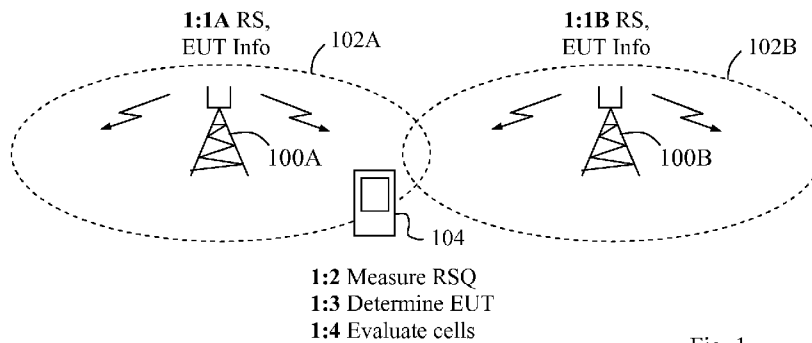 1:1A RS,
EUT Info
102A
1:1B RS,
EUT Info
102B
100A
100B
104
1:2 Measure RSQ
1:3 Determine EUT
1:4 Evaluate cells